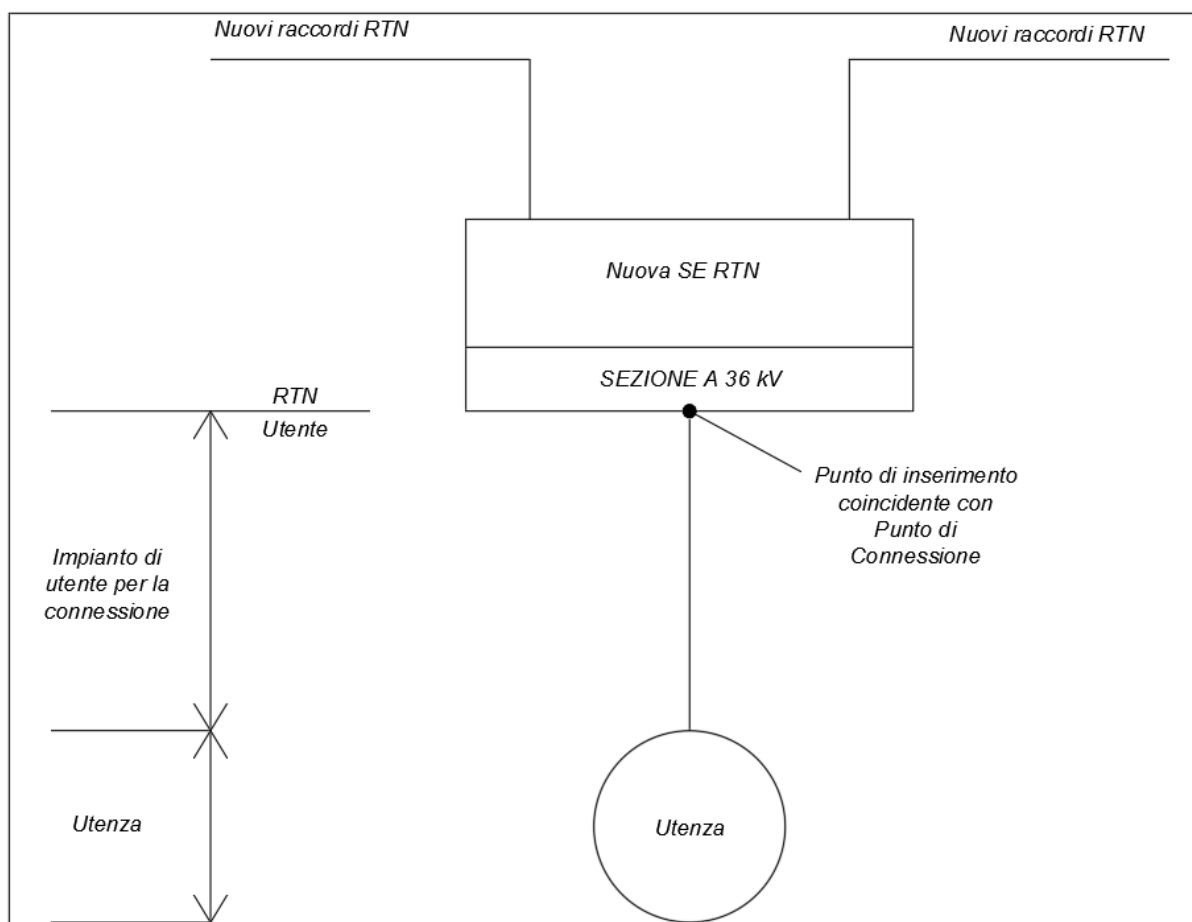 Nuovi raccordi RTN
Nuovi raccordi RTN
Nuova SE RTN
SEZIONE A 36 kV
RTN
Utente
Punto di inserimento
coincidente con
Punto di
Connessione
Impianto di
utente per la
connessione
Utenza
Utenza